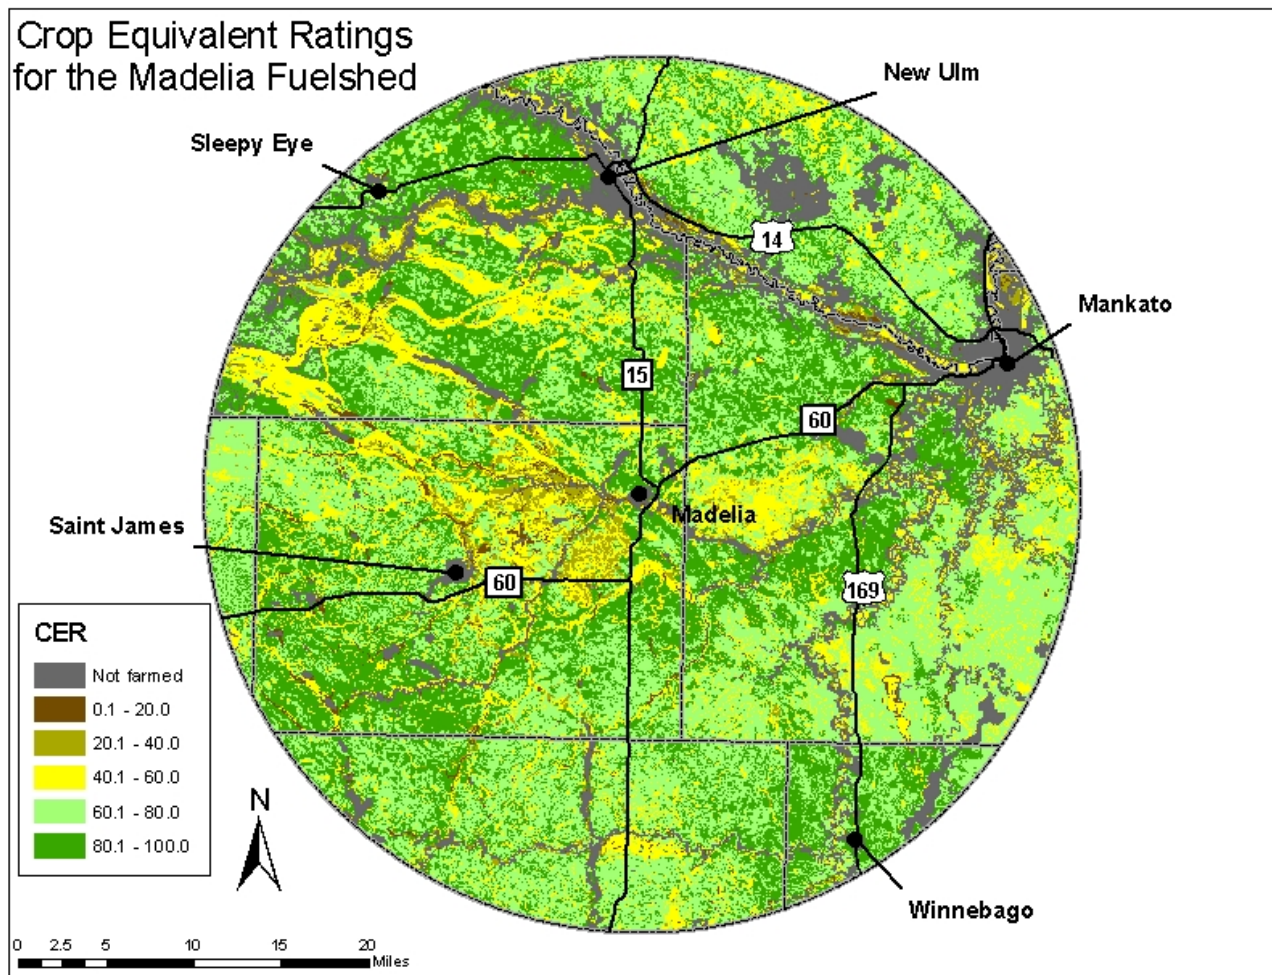 Crop Equivalent Ratings
for the Madelia Fuelshed
New Ulm
Sleepy Eye
14
Mankato
15
60
Saint James
Madelia
60
169
CER
Not farmed
0.1 - 20.0
20.1 - 40.0
40.1 - 60.0
60.1 - 80.0
80.1 - 100.0
N
Winnebago
0 2.5 5 10 15 20
Miles